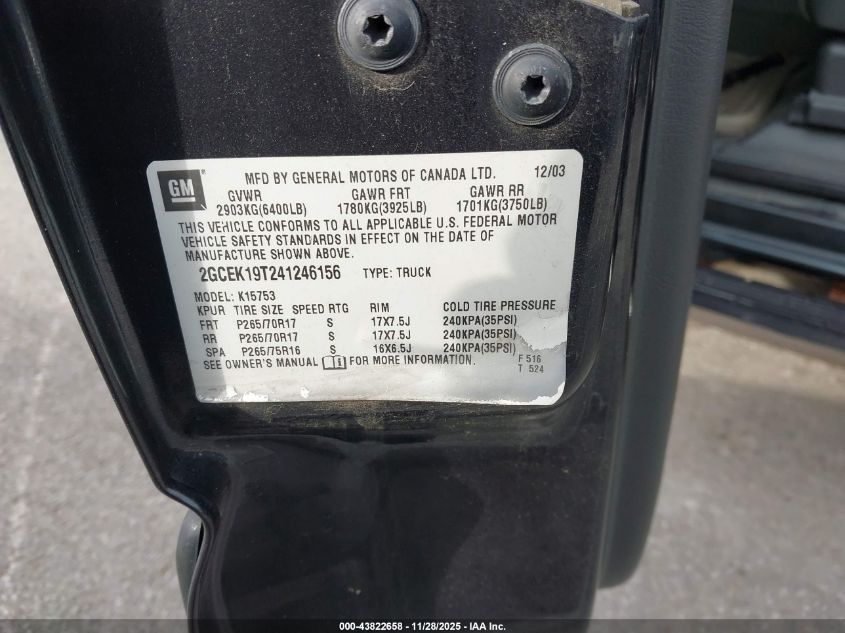 GM
MFD BY GENERAL MOTORS OF CANADA LTD. 12/03
GVWR GAWR FRT GAWR RR
2903KG(6400LB) 1780KG(3925LB) 1701KG(3750LB)
THIS VEHICLE CONFORMS TO ALL APPLICABLE U.S. FEDERAL MOTOR
VEHICLE SAFETY STANDARDS IN EFFECT ON THE DATE OF
MANUFACTURE SHOWN ABOVE.
2GCEK19T241246156 TYPE: TRUCK
MODEL: K15753
KPUR TIRE SIZE SPEED RTG RIM COLD TIRE PRESSURE
FRT P265/70R17 S 17X7.5J 240KPA(35PSI)
RR P265/70R17 S 17X7.5J 240KPA(35PSI)
SPA P265/75R16 S 16X6.5J 240KPA(35PSI)
SEE OWNER'S MANUAL FOR MORE INFORMATION.
F 516
T 524
000-43822658 - 11/28/2025 - IAA Inc.